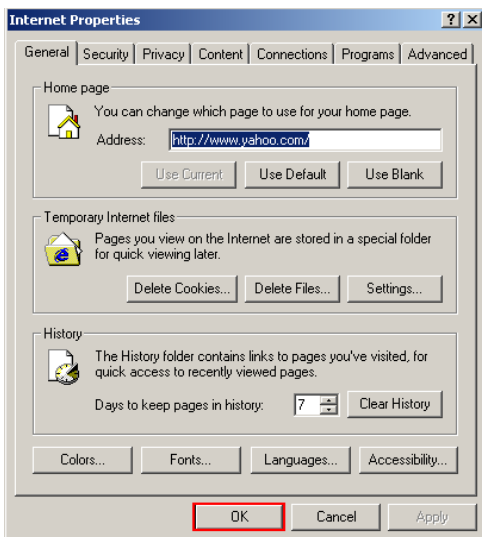 Internet Properties
General Security Privacy Content Connections Programs Advanced
Home page
You can change which page to use for your home page.
Address: http://www.yahoo.com/
Use Current Use Default Use Blank
Temporary Internet files
Pages you view on the Internet are stored in a special folder
for quick viewing later.
Delete Cookies... Delete Files... Settings...
History
The History folder contains links to pages you've visited, for
quick access to recently viewed pages.
Days to keep pages in history: 7 Clear History
Colors... Fonts... Languages... Accessibility...
OK Cancel Apply